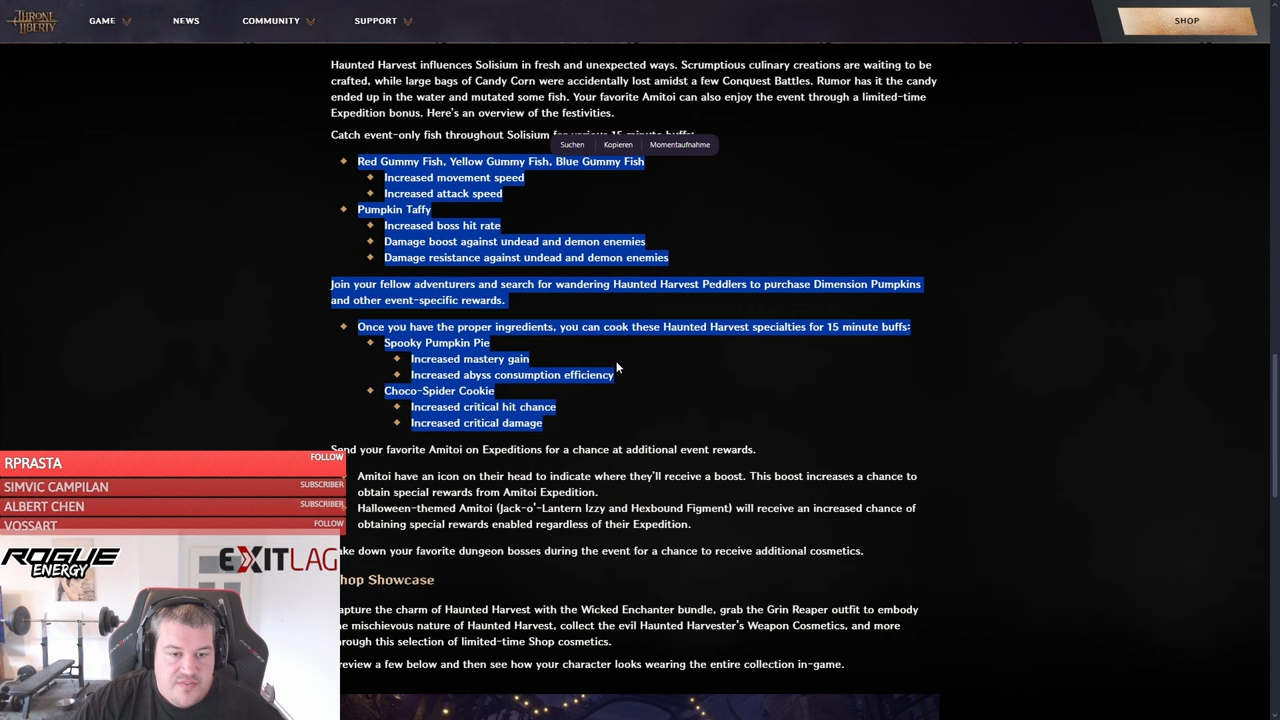 THRONE
LIBERTY
GAME
NEWS
COMMUNITY
SUPPORT
SHOP
Haunted Harvest influences Solisium in fresh and unexpected ways. Scrumptious culinary creations are waiting to be
crafted, while large bags of Candy Corn were accidentally lost amidst a few Conquest Battles. Rumor has it the candy
ended up in the water and mutated some fish. Your favorite Amitoi can also enjoy the event through a limited-time
Expedition bonus. Here's an overview of the festivities.
Catch event-only fish throughout Solisium for various 15 minute buffs:
Suchen
Kopieren
Momentaufnahme
Red Gummy Fish, Yellow Gummy Fish, Blue Gummy Fish
Increased movement speed
Increased attack speed
Pumpkin Taffy
Increased boss hit rate
Damage boost against undead and demon enemies
Damage resistance against undead and demon enemies
Join your fellow adventurers and search for wandering Haunted Harvest Peddlers to purchase Dimension Pumpkins
and other event-specific rewards.
Once you have the proper ingredients, you can cook these Haunted Harvest specialties for 15 minute buffs:
Spooky Pumpkin Pie
Increased mastery gain
Increased abyss consumption efficiency
Choco-Spider Cookie
Increased critical hit chance
Increased critical damage
Send your favorite Amitoi on Expeditions for a chance at additional event rewards.
Amitoi have an icon on their head to indicate where they'll receive a boost. This boost increases a chance to
obtain special rewards from Amitoi Expedition.
Halloween-themed Amitoi (Jack-o'-Lantern Izzy and Hexbound Figment) will receive an increased chance of
obtaining special rewards enabled regardless of their Expedition.
ake down your favorite dungeon bosses during the event for a chance to receive additional cosmetics.
hop Showcase
apture the charm of Haunted Harvest with the Wicked Enchanter bundle, grab the Grin Reaper outfit to embody
he mischievous nature of Haunted Harvest, collect the evil Haunted Harvester's Weapon Cosmetics, and more
hrough this selection of limited-time Shop cosmetics.
review a few below and then see how your character looks wearing the entire collection in-game.
RPRASTA FOLLOW
SIMVIC CAMPILAN SUBSCRIBER
ALBERT CHEN SUBSCRIBER
VOSSART FOLLOW
ROGUE
ENERGY
EXITLAG